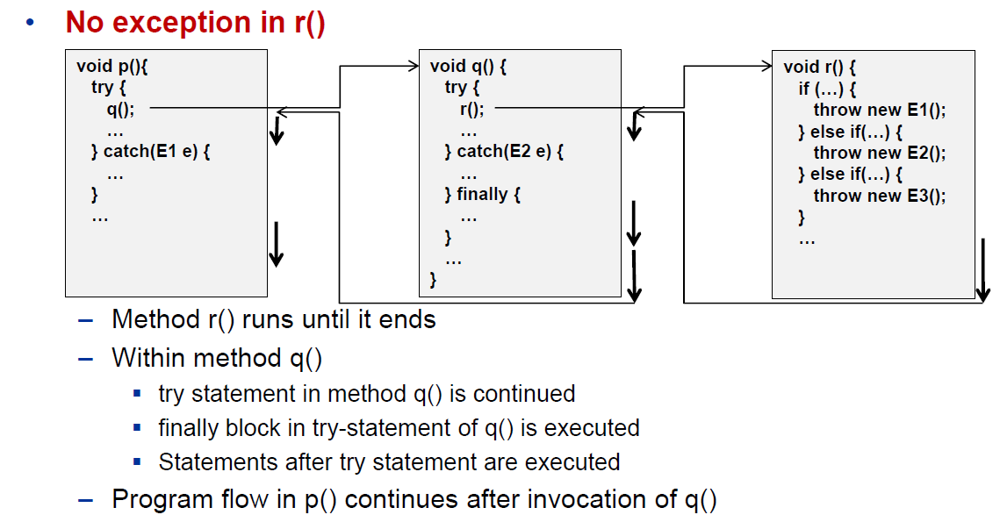 • No exception in r()
void p(){
try {
q();
...
} catch(E1 e) {
...
}
...
void q() {
try {
r();
...
} catch(E2 e) {
...
} finally {
...
}
...
}
void r() {
if (...) {
throw new E1();
} else if(...) {
throw new E2();
} else if(...) {
throw new E3();
}
...
– Method r() runs until it ends
– Within method q()
▪ try statement in method q() is continued
▪ finally block in try-statement of q() is executed
▪ Statements after try statement are executed
– Program flow in p() continues after invocation of q()